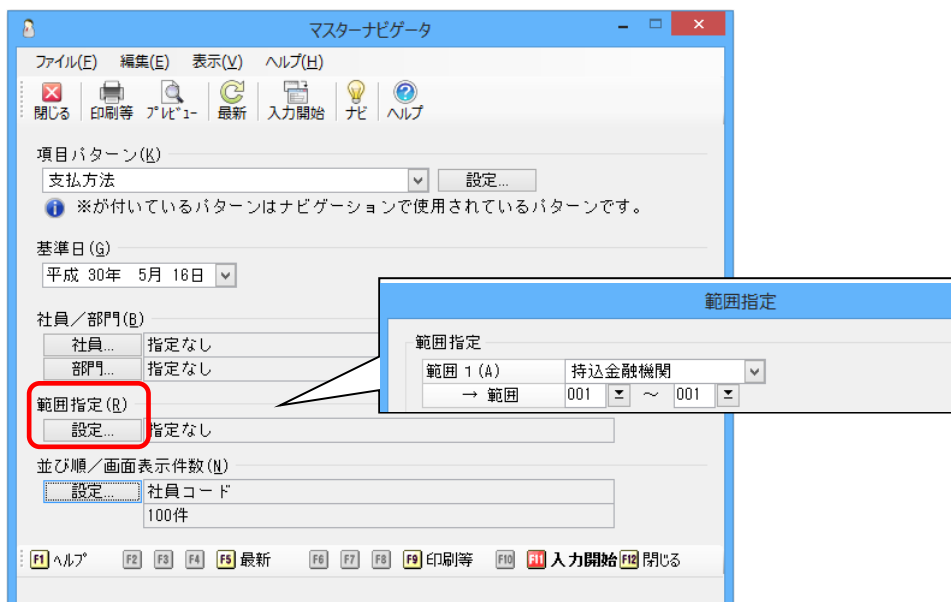 マスターナビゲータ
ファイル(F) 編集(E) 表示(V) ヘルプ(H)
閉じる 印刷等 プレビュー 最新 入力開始 ナビ ヘルプ
項目パターン(K)
支払方法 設定...
※が付いているパターンはナビゲーションで使用されているパターンです。
基準日(G)
平成 30年 5月 16日
社員／部門(B)
社員... 指定なし
部門... 指定なし
範囲指定(R)
設定... 指定なし
並び順／画面表示件数(N)
設定... 社員コード
100件
F1 ヘルプ F2 F3 F4 F5 最新 F6 F7 F8 F9 印刷等 F10 F11 入力開始 F12 閉じる
範囲指定
範囲指定
範囲 1 (A) 持込金融機関
→ 範囲 001 ～ 001